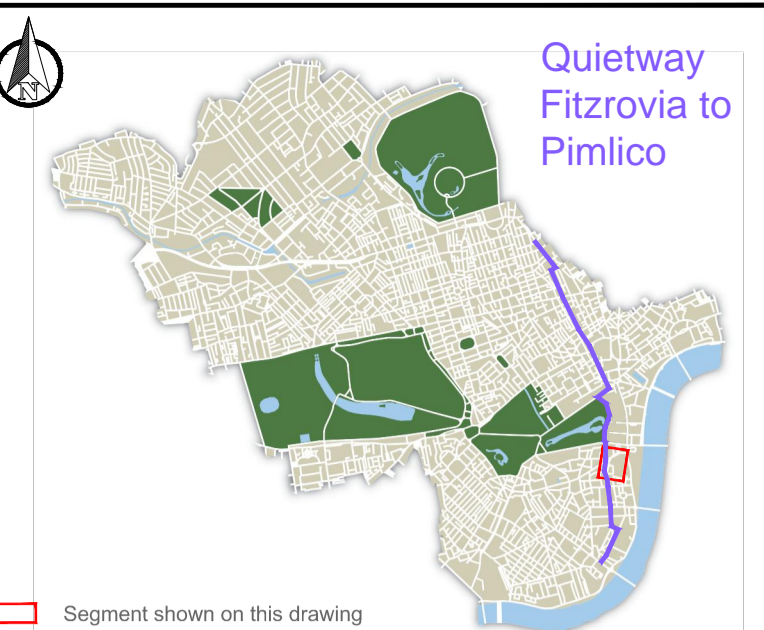 N
Quietway
Fitzrovia to
Pimlico
Segment shown on this drawing